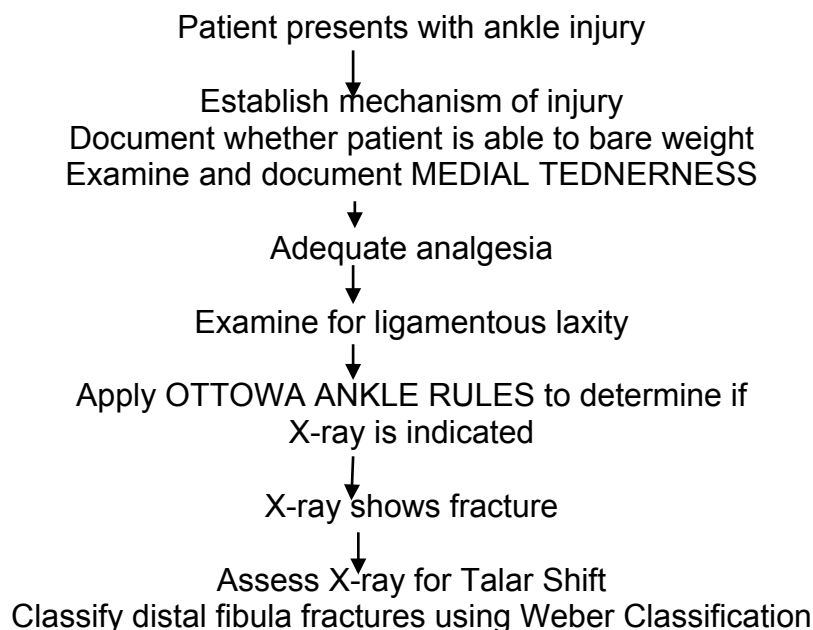 Patient presents with ankle injury
Establish mechanism of injury
Document whether patient is able to bare weight
Examine and document MEDIAL TEDNERNESS
Adequate analgesia
Examine for ligamentous laxity
Apply OTTOWA ANKLE RULES to determine if
X-ray is indicated
X-ray shows fracture
Assess X-ray for Talar Shift
Classify distal fibula fractures using Weber Classification